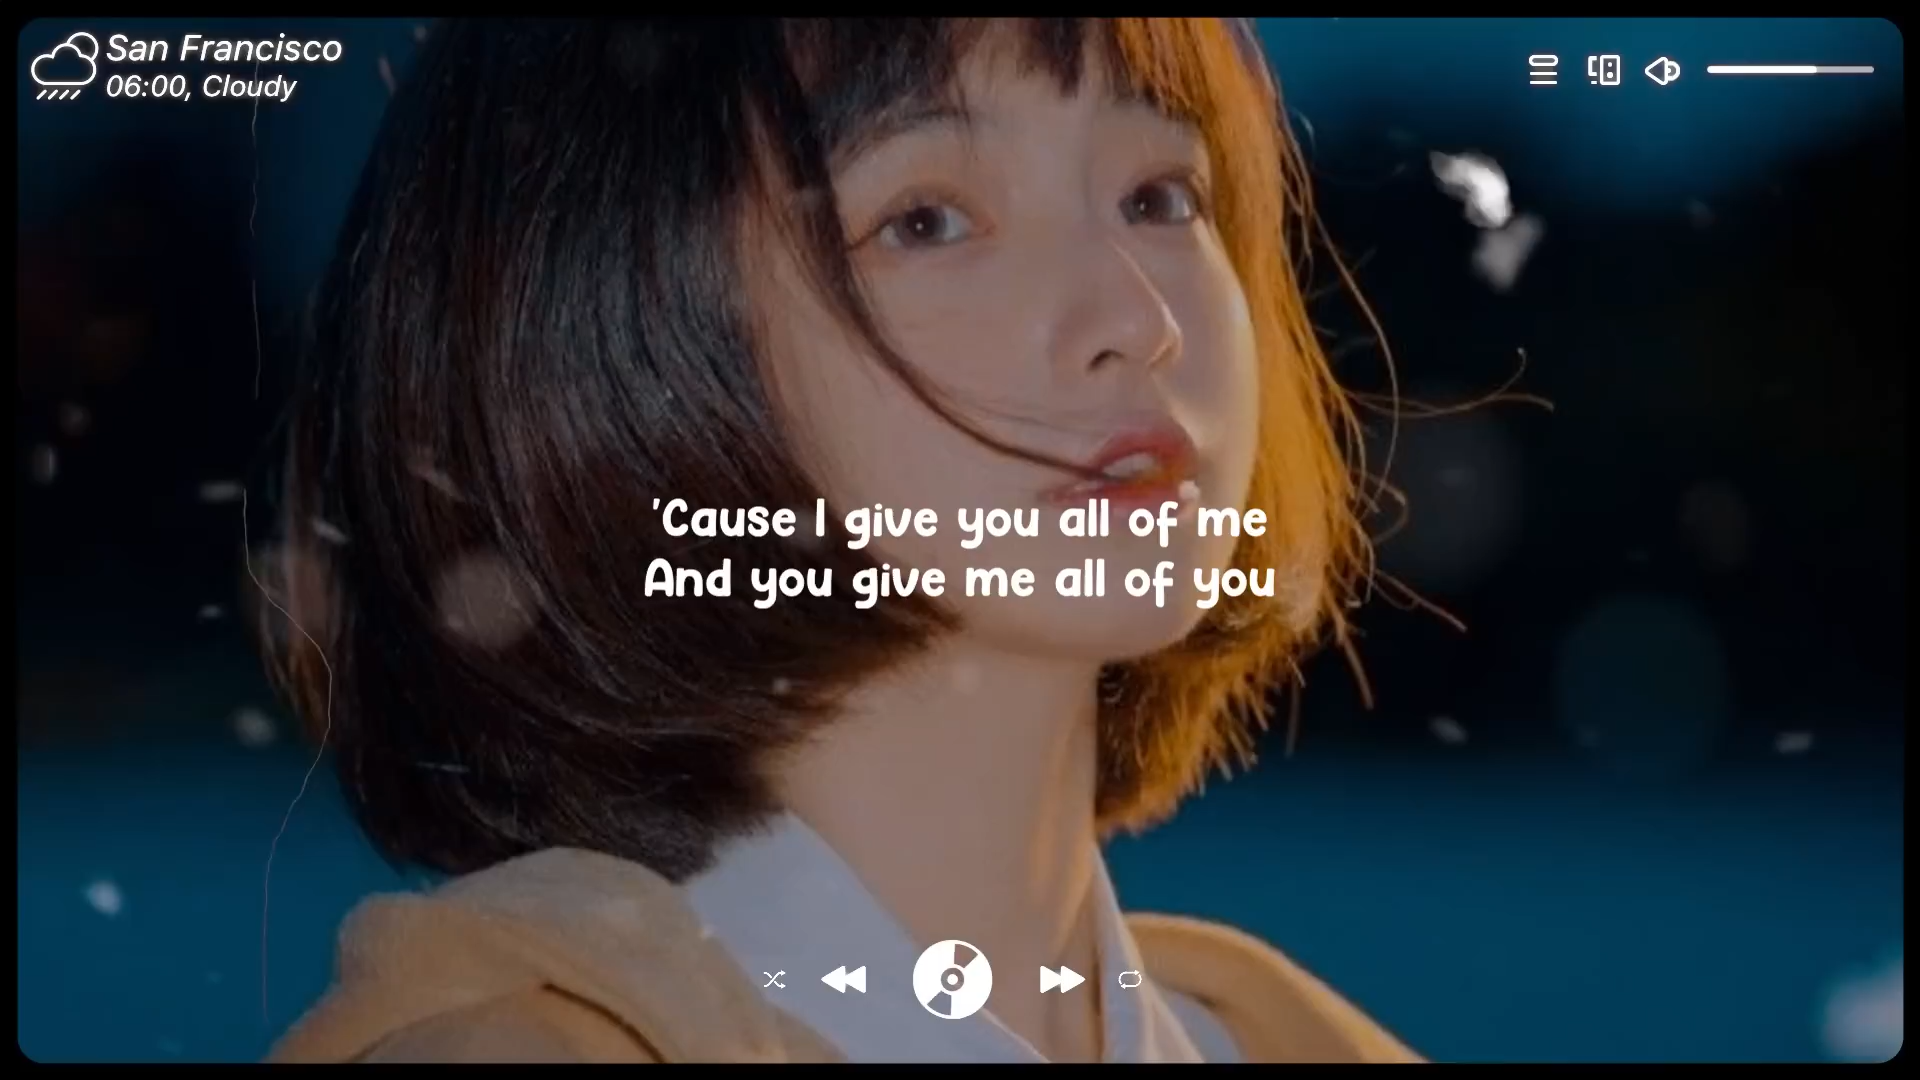 San Francisco
06:00, Cloudy
'Cause I give you all of me
And you give me all of you